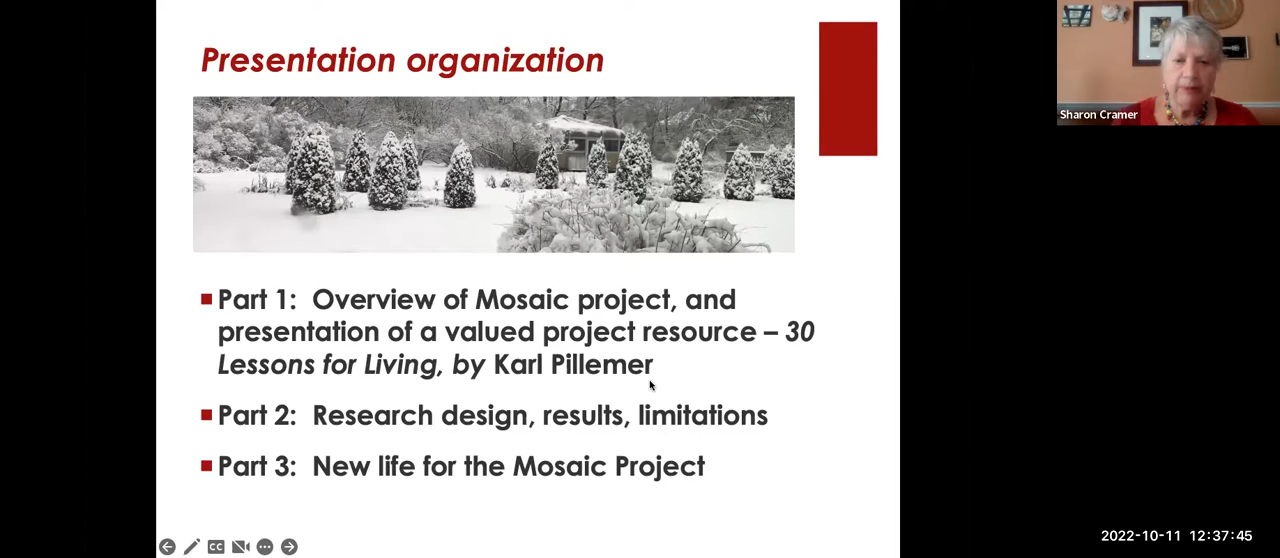 Presentation organization
Sharon Cramer
Part 1: Overview of Mosaic project, and
presentation of a valued project resource – 30
Lessons for Living, by Karl Pillemer
Part 2: Research design, results, limitations
Part 3: New life for the Mosaic Project
CC
2022-10-11 12:37:45